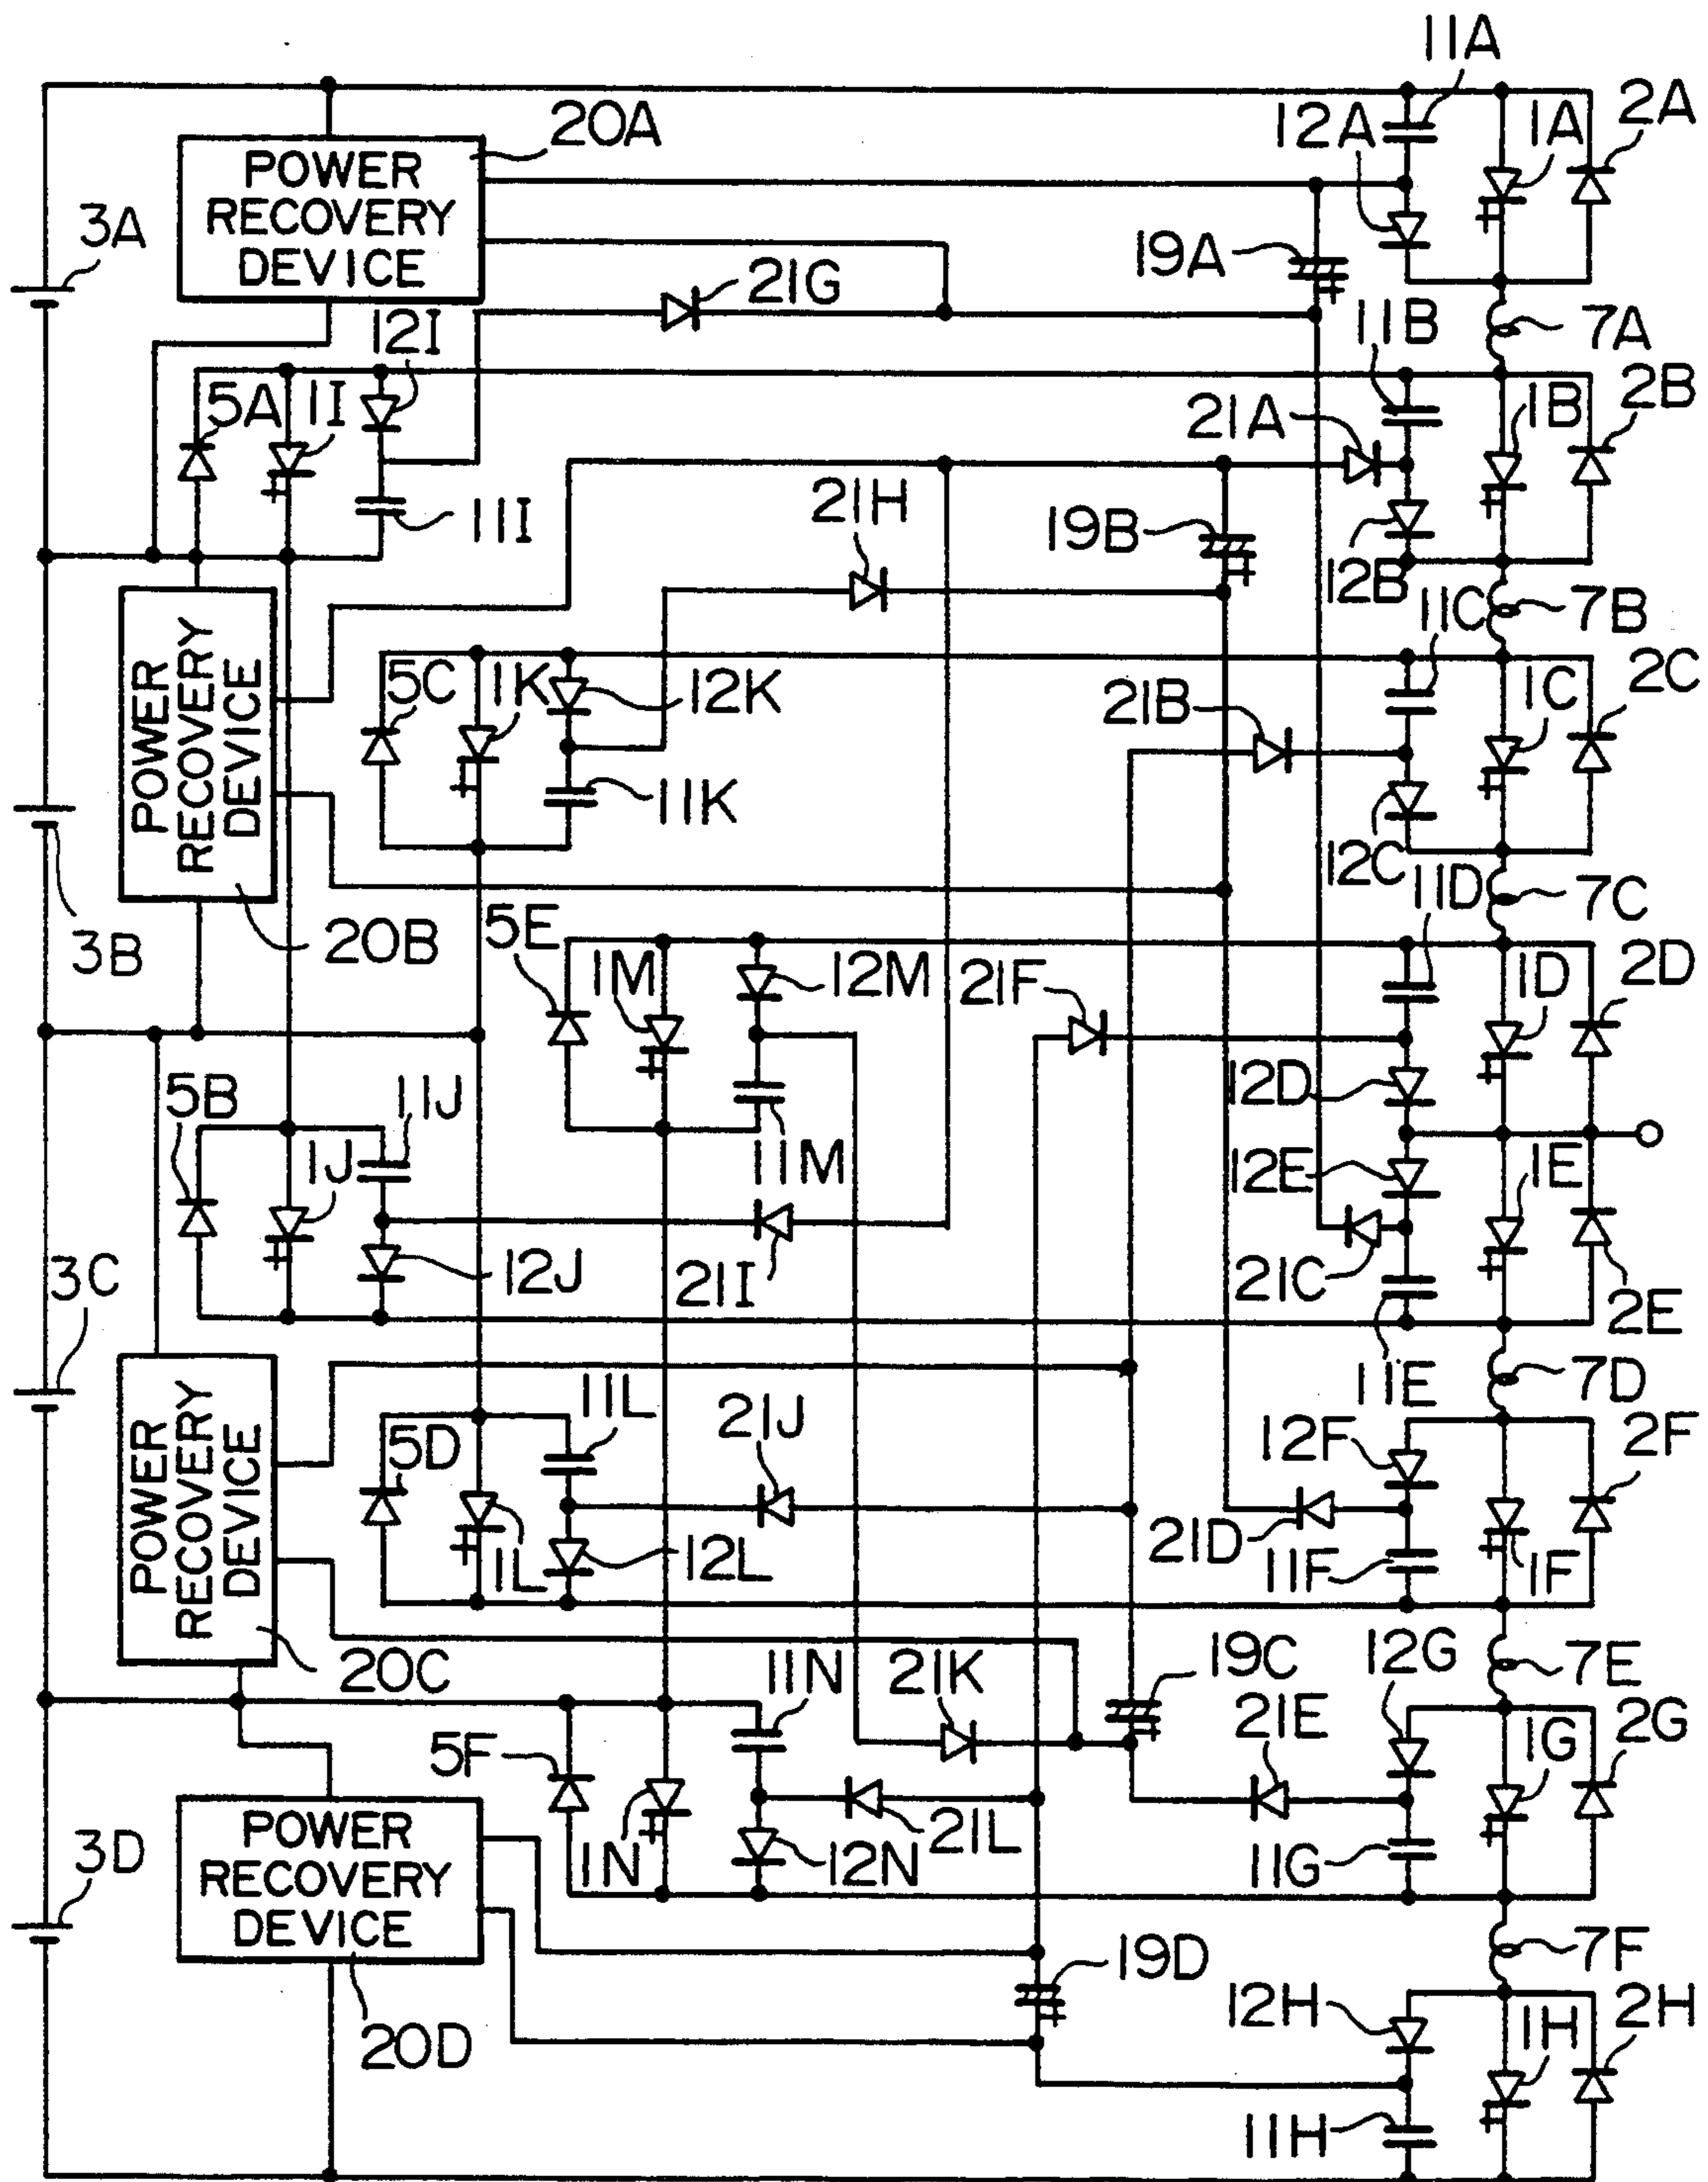 11A
20A
12A
1A
2A
POWER
RECOVERY
DEVICE
3A
19A
21G
12I
11B
7A
5A
1I
2B
21A
1B
11I
21H
19B
12B
11C
7B
POWER
RECOVERY
DEVICE
5C
1K
12K
21B
1C
2C
11K
12C
11D
7C
3B
20B
5E
1M
12M
21F
1D
2D
5B
11J
12D
1J
11M
12E
1E
3C
12J
21I
21C
2E
11E
7D
POWER
RECOVERY
DEVICE
11L
21J
12F
2F
5D
21D
1L
12L
11F
1F
20C
11N
21K
19C
12G
7E
21E
2G
5F
1G
3D
POWER
RECOVERY
DEVICE
1N
12N
21L
11G
19D
7F
12H
2H
1H
20D
11H